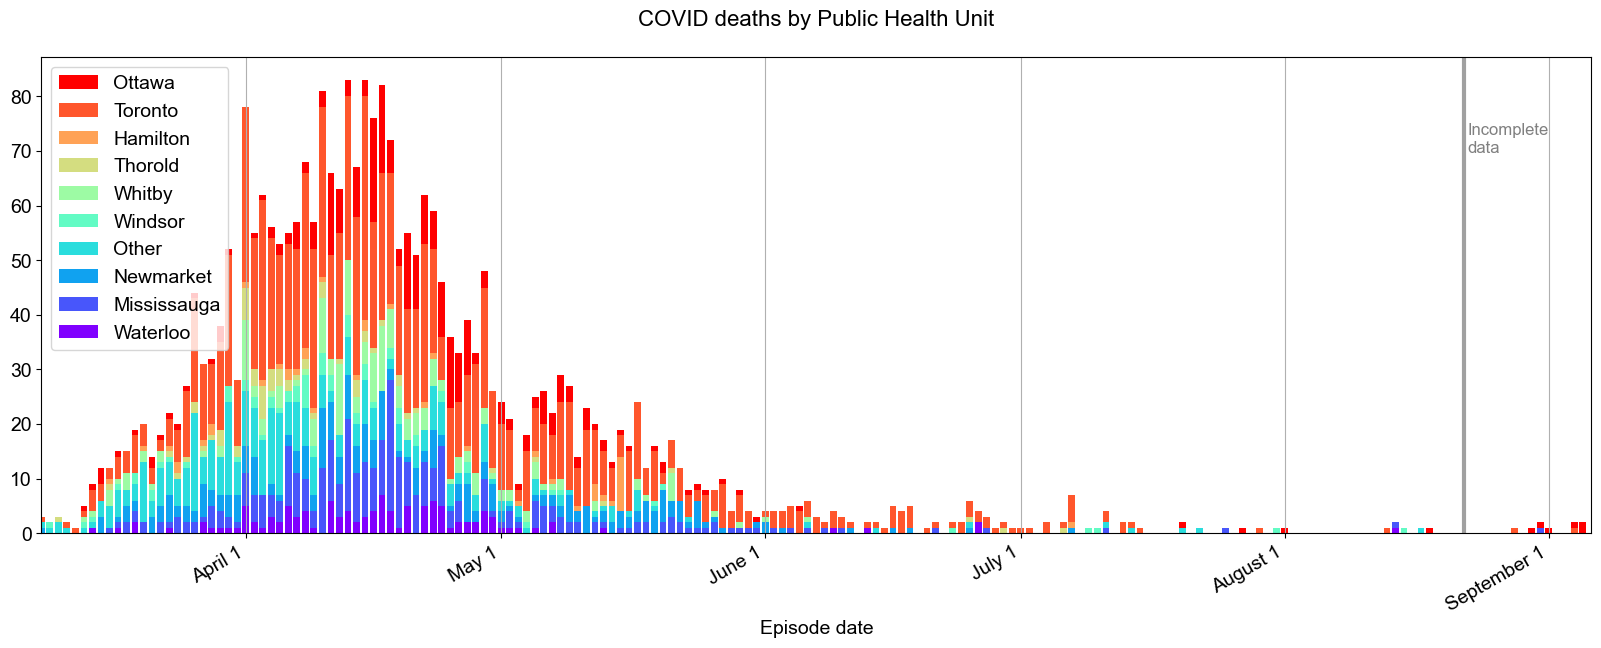 COVID deaths by Public Health Unit
80
70
60
50
40
30
20
10
0
Ottawa
Toronto
Hamilton
Thorold
Whitby
Windsor
Other
Newmarket
Mississauga
Waterloo
Incomplete
data
April 1
May 1
June 1
July 1
August 1
September 1
Episode date